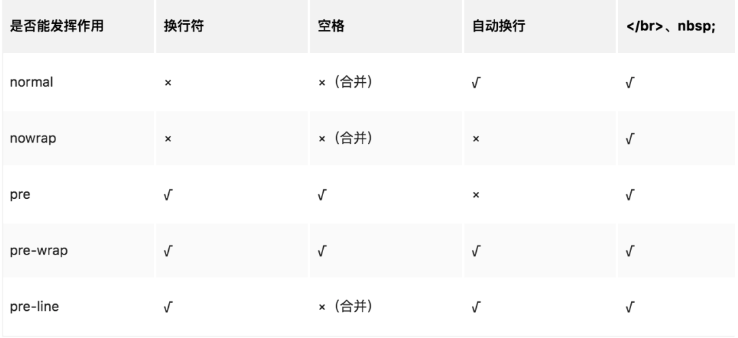 是否能发挥作用 换行符 空格 自动换行 </br>、nbsp;
normal × ×（合并） √ √
nowrap × ×（合并） × √
pre √ √ × √
pre-wrap √ √ √ √
pre-line √ ×（合并） √ √